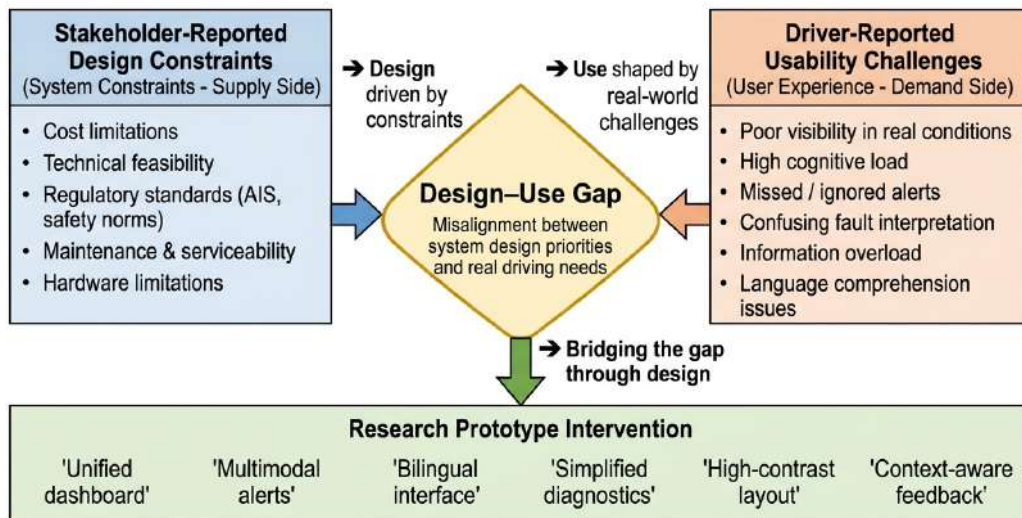 Stakeholder-Reported
Design Constraints
(System Constraints - Supply Side)
• Cost limitations
• Technical feasibility
• Regulatory standards (AIS,
safety norms)
• Maintenance & serviceability
• Hardware limitations
➔ Design
driven by
constraints
➔ Use shaped by
real-world
challenges
Design–Use Gap
Misalignment between
system design priorities
and real driving needs
Driver-Reported
Usability Challenges
(User Experience - Demand Side)
• Poor visibility in real conditions
• High cognitive load
• Missed / ignored alerts
• Confusing fault interpretation
• Information overload
• Language comprehension
issues
➔ Bridging the gap
through design
Research Prototype Intervention
'Unified
dashboard'
'Multimodal
alerts'
'Bilingual
interface'
'Simplified
diagnostics'
'High-contrast
layout'
'Context-aware
feedback'